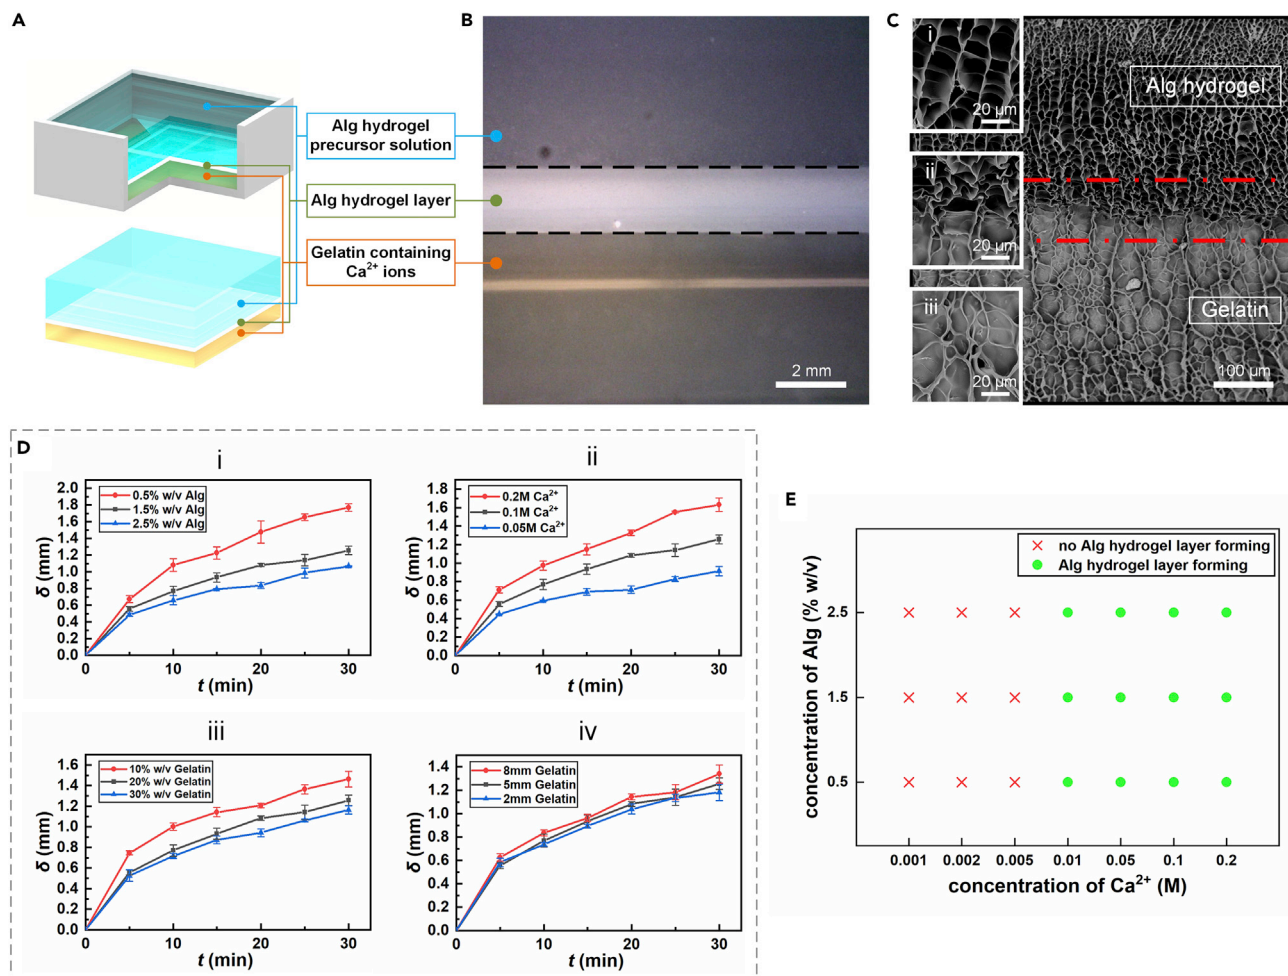 A
Alg hydrogel
precursor solution
Alg hydrogel layer
Gelatin containing
Ca²⁺ ions
B
2 mm
C
i
20 μm
ii
20 μm
iii
20 μm
Alg hydrogel
Gelatin
100 μm
D
i
0.5% w/v Alg
1.5% w/v Alg
2.5% w/v Alg
2.0
1.8
1.6
1.4
1.2
1.0
0.8
0.6
0.4
0.2
0.0
δ (mm)
0 10 20 30
t (min)
ii
0.2M Ca²⁺
0.1M Ca²⁺
0.05M Ca²⁺
1.8
1.6
1.4
1.2
1.0
0.8
0.6
0.4
0.2
0.0
δ (mm)
0 10 20 30
t (min)
iii
10% w/v Gelatin
20% w/v Gelatin
30% w/v Gelatin
1.6
1.4
1.2
1.0
0.8
0.6
0.4
0.2
0.0
δ (mm)
0 10 20 30
t (min)
iv
8mm Gelatin
5mm Gelatin
2mm Gelatin
1.4
1.2
1.0
0.8
0.6
0.4
0.2
0.0
δ (mm)
0 10 20 30
t (min)
E
no Alg hydrogel layer forming
Alg hydrogel layer forming
concentration of Alg (% w/v)
2.5
1.5
0.5
0.001 0.002 0.005 0.01 0.05 0.1 0.2
concentration of Ca²⁺ (M)